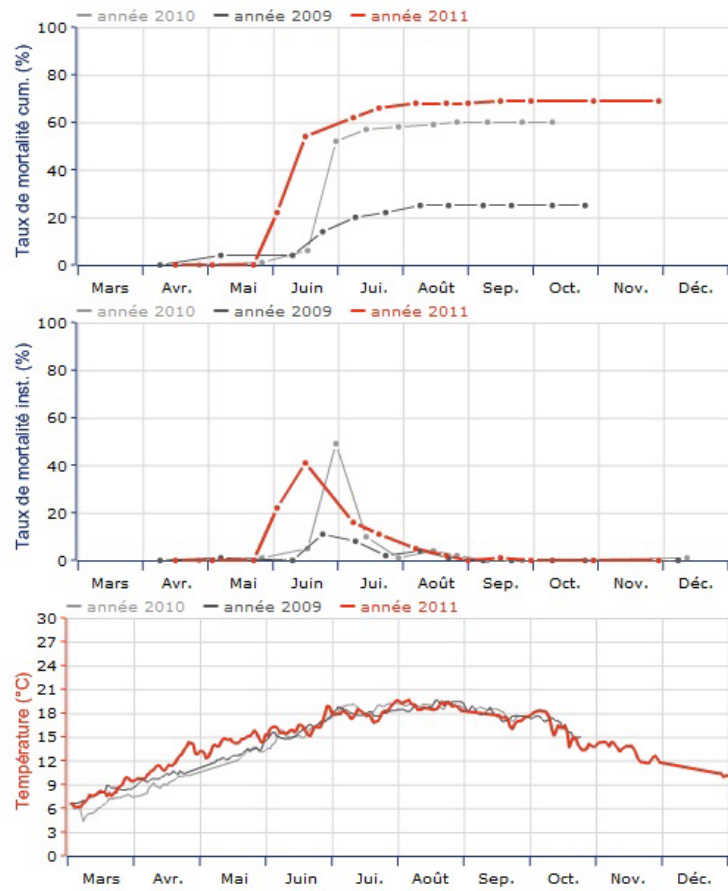 année 2010 année 2009 année 2011
Taux de mortalité cum. (%)
100
80
60
40
20
0
Mars Avr. Mai Juin Jui. Août Sep. Oct. Nov. Déc.
année 2010 année 2009 année 2011
Taux de mortalité inst. (%)
100
80
60
40
20
0
Mars Avr. Mai Juin Jui. Août Sep. Oct. Nov. Déc.
année 2010 année 2009 année 2011
Température (°C)
30
27
24
21
18
15
12
9
6
3
0
Mars Avr. Mai Juin Jui. Août Sep. Oct. Nov. Déc.